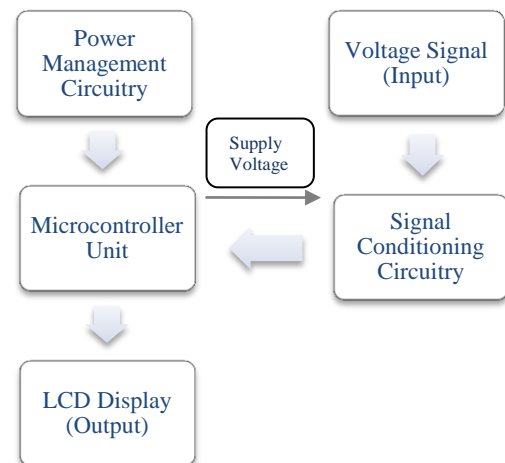 Power
Management
Circuitry
Voltage Signal
(Input)
Supply
Voltage
Microcontroller
Unit
Signal
Conditioning
Circuitry
LCD Display
(Output)